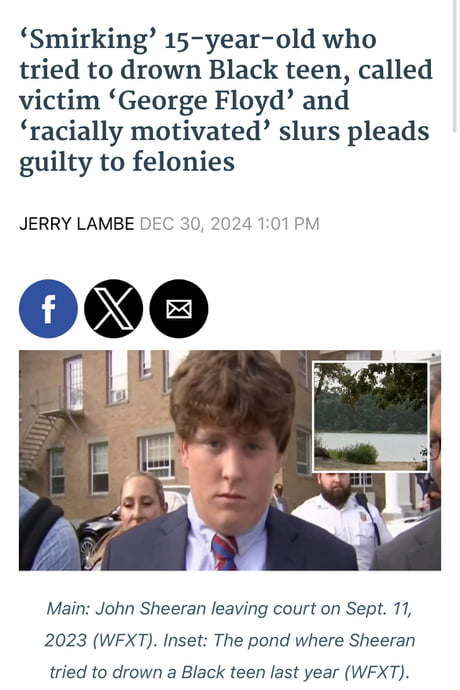 ‘Smirking’ 15-year-old who
tried to drown Black teen, called
victim ‘George Floyd’ and
‘racially motivated’ slurs pleads
guilty to felonies
JERRY LAMBE DEC 30, 2024 1:01 PM
f X
Main: John Sheeran leaving court on Sept. 11,
2023 (WFXT). Inset: The pond where Sheeran
tried to drown a Black teen last year (WFXT).